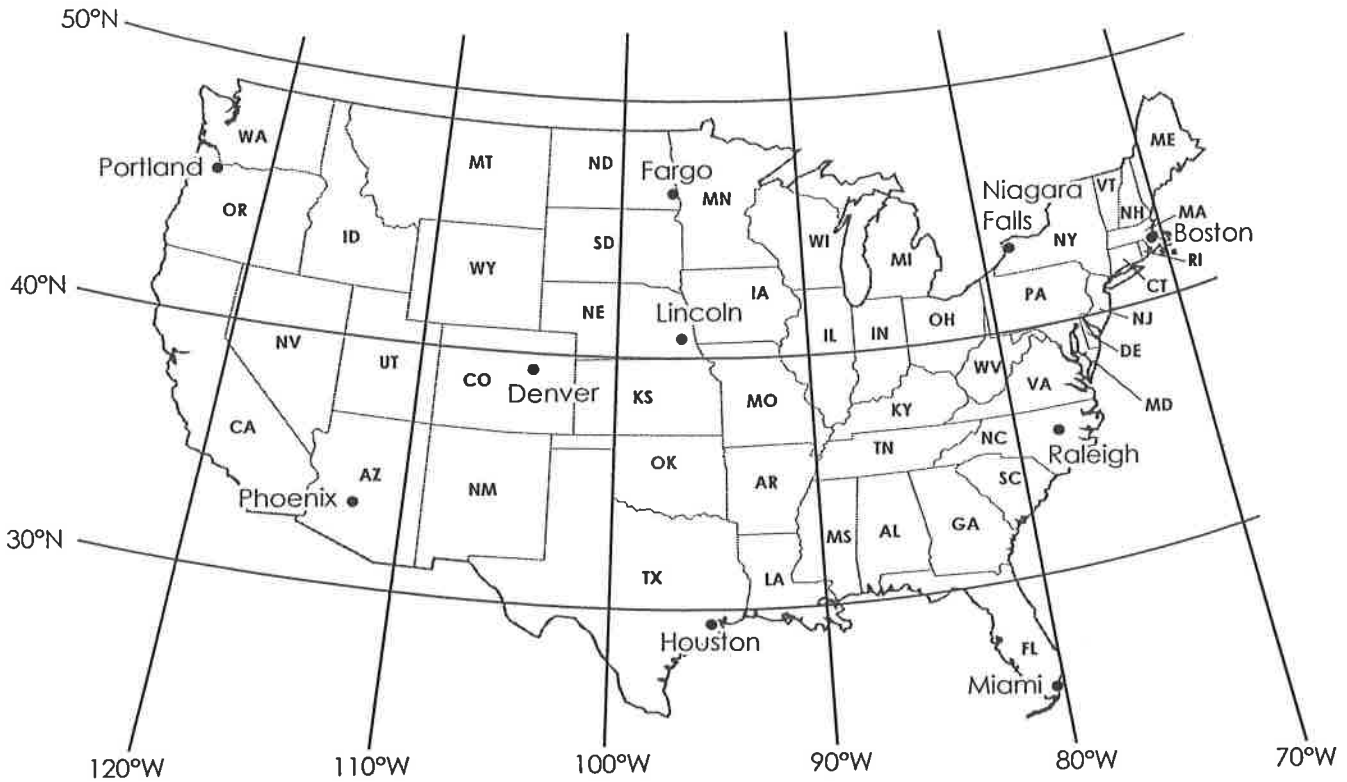 50°N
ME
WA
MT
ND
Fargo
Portland
Niagara
Falls
VT
MN
OR
NH
MA
Boston
ID
SD
WI
NY
MI
RI
WY
CT
40°N
IA
PA
NE
Lincoln
OH
NJ
NV
IL
IN
UT
DE
CO
Denver
WV
VA
KS
MO
MD
KY
CA
NC
TN
Raleigh
OK
AZ
SC
AR
NM
Phoenix
GA
MS
AL
30°N
TX
LA
Houston
FL
Miami
120°W
110°W
100°W
90°W
80°W
70°W